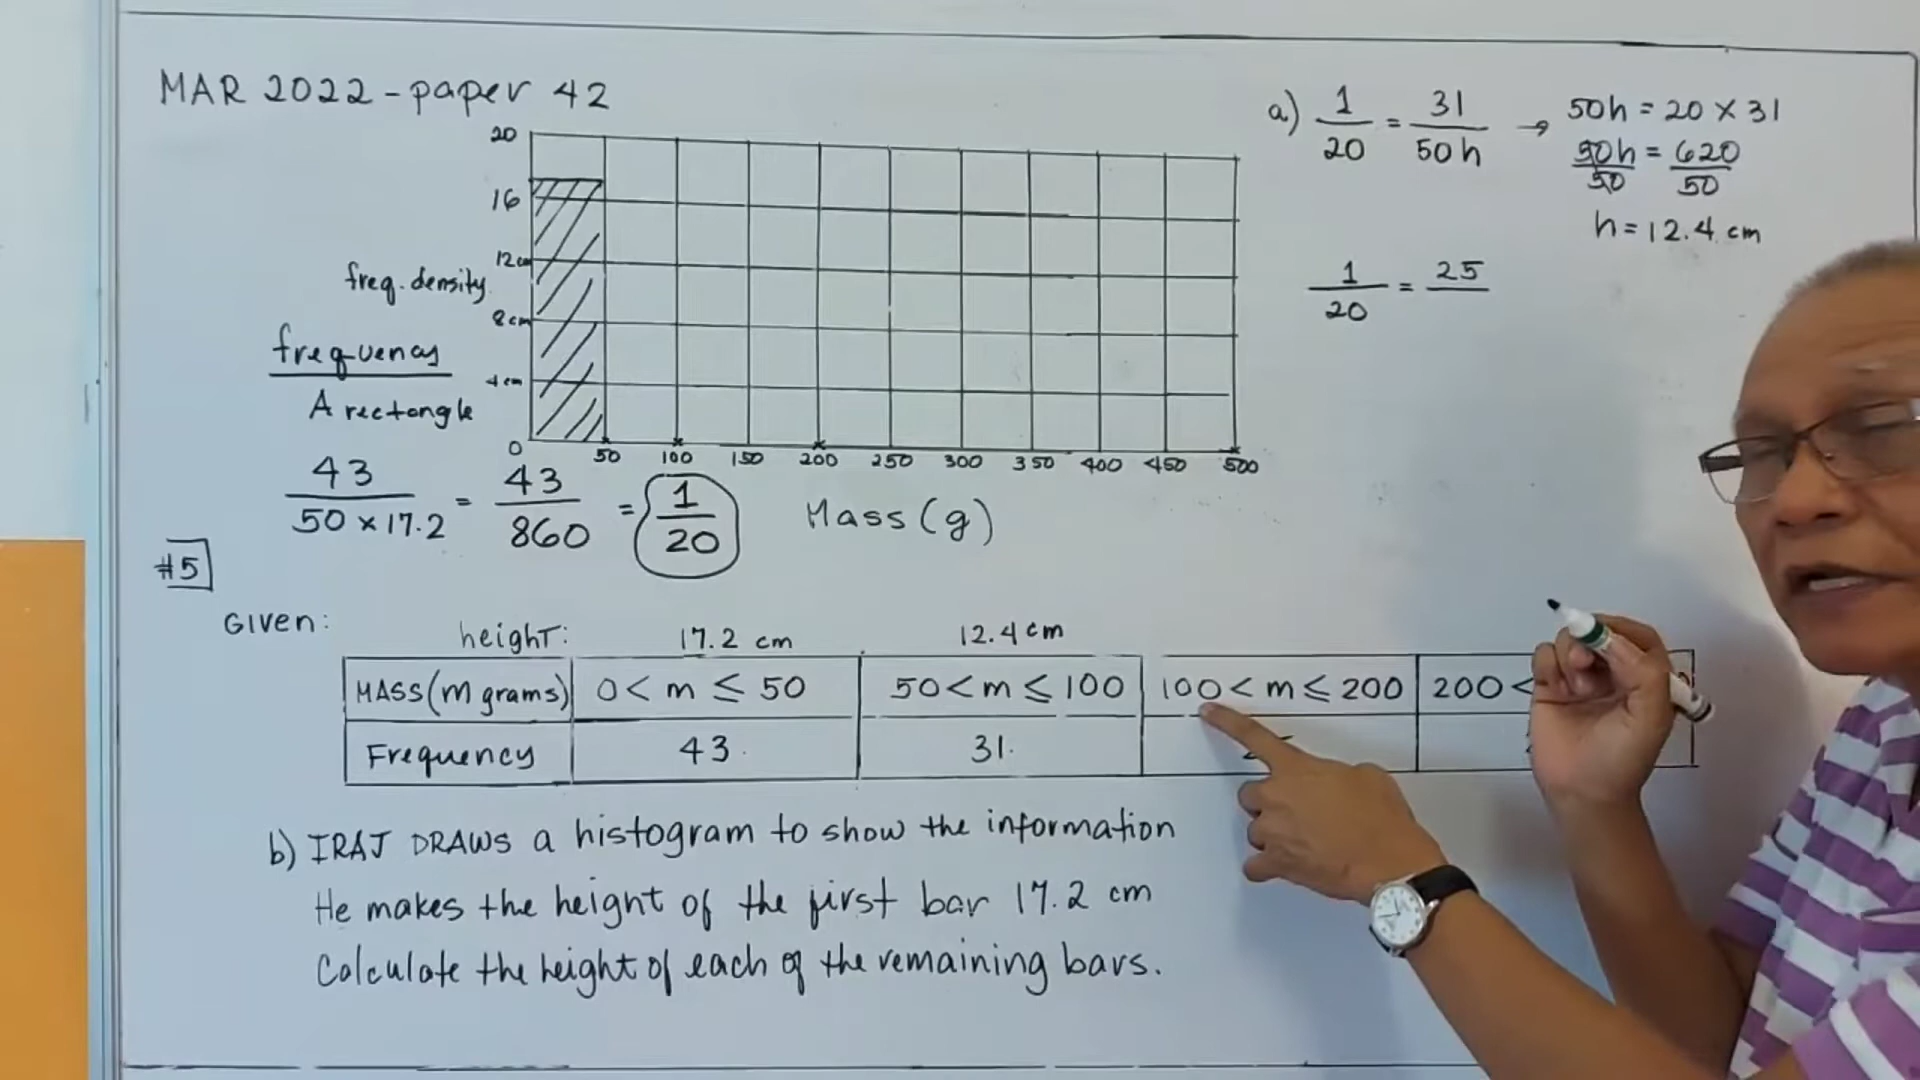 MAR 2022 - paper 42
20
16
12cm
8cm
4cm
0
freq. density
50 100 150 200 250 300 350 400 450 500
Mass (g)
frequency
A rectangle
43
50 × 17.2
=
43
860
=
1
20
a) 1/20 = 31/50h → 50h = 20 × 31
50h/50 = 620/50
h = 12.4 cm
1/20 = 25
#5
Given:
height: 17.2 cm 12.4 cm
MASS (m grams) 0 < m ≤ 50 50 < m ≤ 100 100 < m ≤ 200 200 <
Frequency 43 31
b) IRAJ DRAWS a histogram to show the information
He makes the height of the first bar 17.2 cm
Calculate the height of each of the remaining bars.